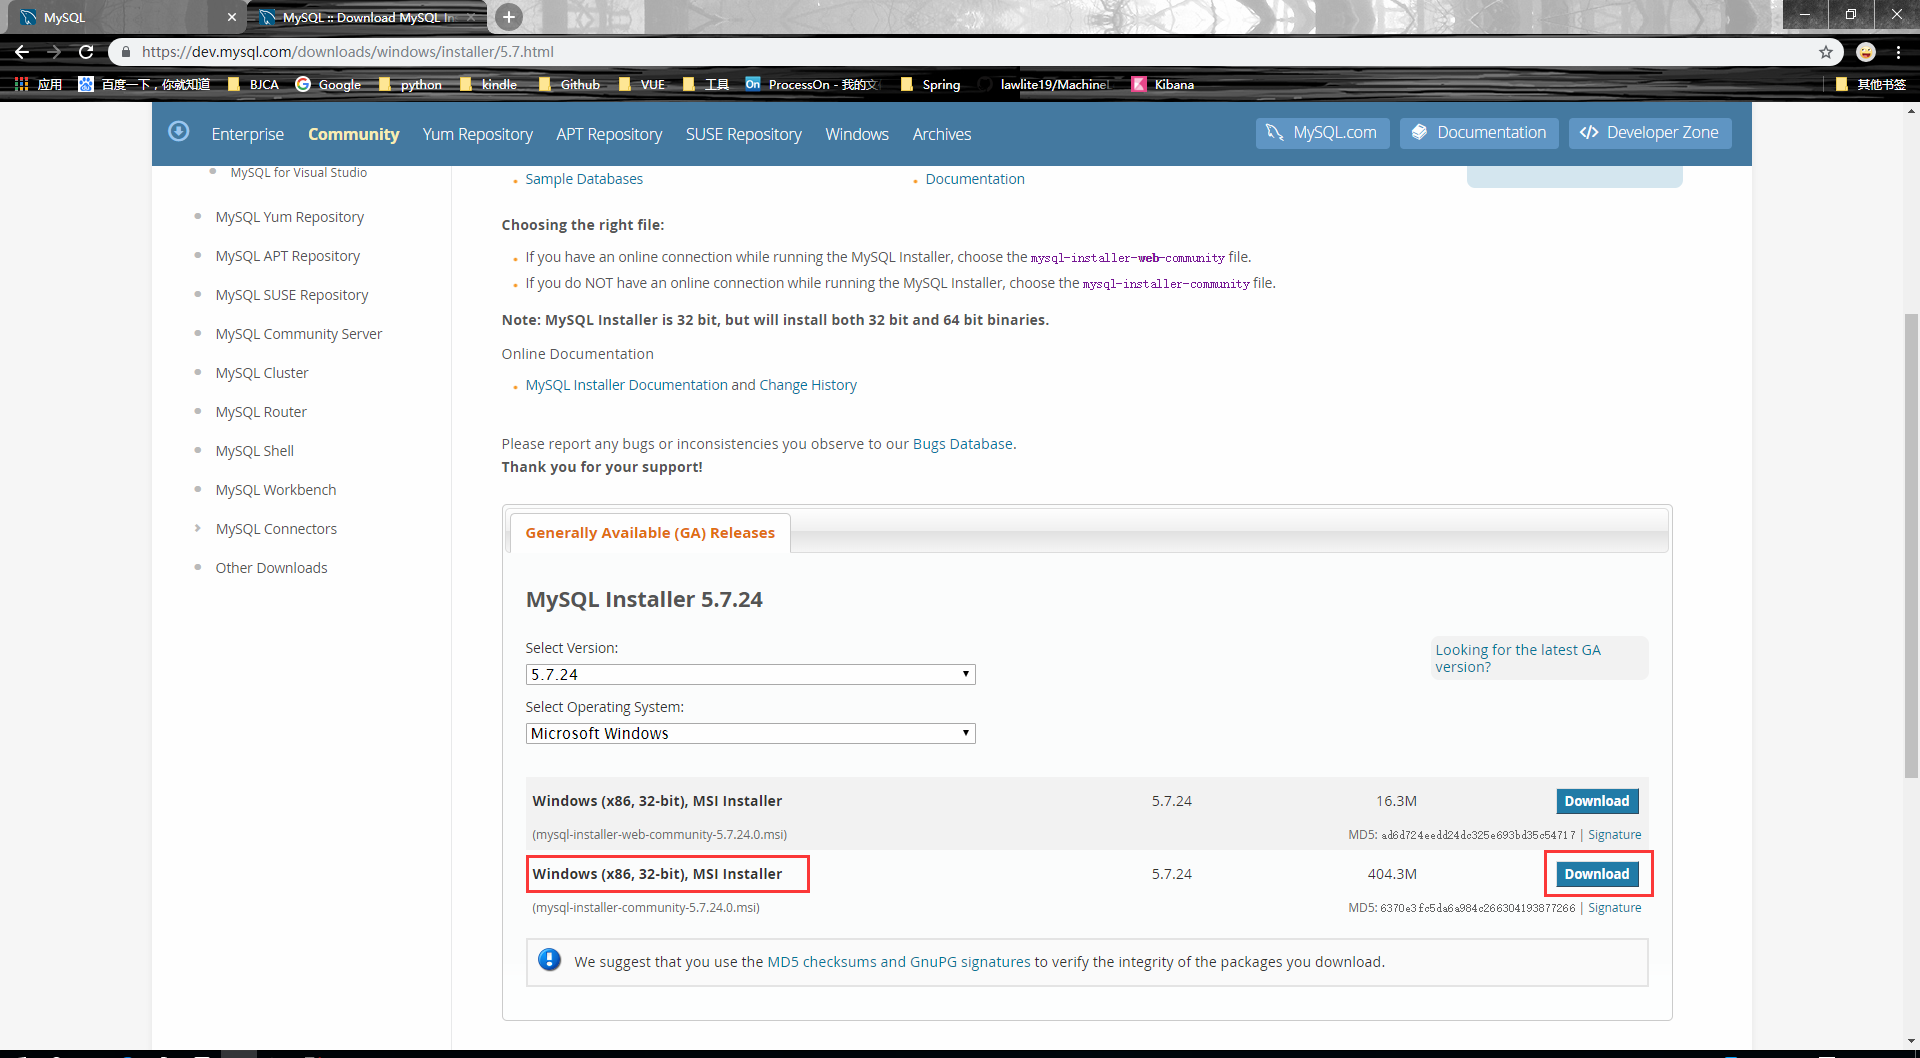 MySQL
MySQL :: Download MySQL In
https://dev.mysql.com/downloads/windows/installer/5.7.html
应用 百度一下，你就知道 BJCA Google python kindle Github VUE 工具 ProcessOn - 我的文 Spring lawlite19/Machine Kibana 其他书签
Enterprise Community Yum Repository APT Repository SUSE Repository Windows Archives MySQL.com Documentation Developer Zone
MySQL for Visual Studio
MySQL Yum Repository
MySQL APT Repository
MySQL SUSE Repository
MySQL Community Server
MySQL Cluster
MySQL Router
MySQL Shell
MySQL Workbench
MySQL Connectors
Other Downloads
Sample Databases
Documentation
Choosing the right file:
If you have an online connection while running the MySQL Installer, choose the mysql-installer-web-community file.
If you do NOT have an online connection while running the MySQL Installer, choose the mysql-installer-community file.
Note: MySQL Installer is 32 bit, but will install both 32 bit and 64 bit binaries.
Online Documentation
MySQL Installer Documentation and Change History
Please report any bugs or inconsistencies you observe to our Bugs Database.
Thank you for your support!
Generally Available (GA) Releases
MySQL Installer 5.7.24
Select Version:
5.7.24
Looking for the latest GA
version?
Select Operating System:
Microsoft Windows
Windows (x86, 32-bit), MSI Installer 5.7.24 16.3M Download
(mysql-installer-web-community-5.7.24.0.msi) MD5: ad6d724eedd24dc325e693bd35c54717 | Signature
Windows (x86, 32-bit), MSI Installer 5.7.24 404.3M Download
(mysql-installer-community-5.7.24.0.msi) MD5: 6370e3fc5da6a984c266304193877266 | Signature
We suggest that you use the MD5 checksums and GnuPG signatures to verify the integrity of the packages you download.